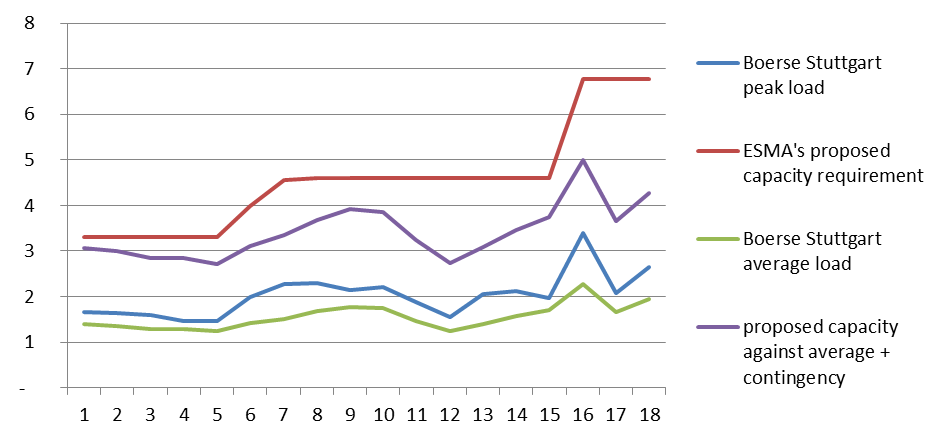 8
7
6
5
4
3
2
1
-
1 2 3 4 5 6 7 8 9 10 11 12 13 14 15 16 17 18
Boerse Stuttgart
peak load
ESMA's proposed
capacity requirement
Boerse Stuttgart
average load
proposed capacity
against average +
contingency